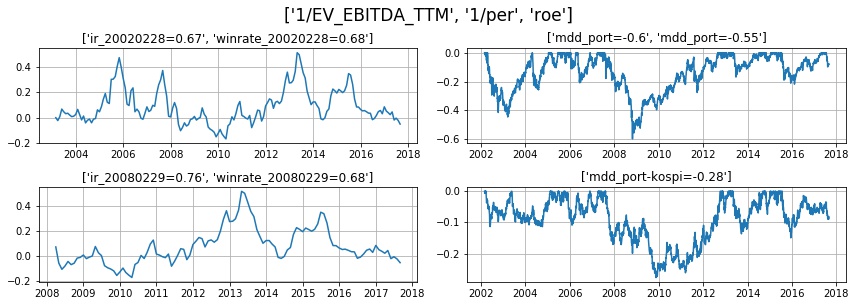 ['1/EV_EBITDA_TTM', '1/per', 'roe']
['ir_20020228=0.67', 'winrate_20020228=0.68']
0.4
0.2
0.0
−0.2
2004 2006 2008 2010 2012 2014 2016 2018
['mdd_port=-0.6', 'mdd_port=-0.55']
0.0
−0.2
−0.4
−0.6
2002 2004 2006 2008 2010 2012 2014 2016 2018
['ir_20080229=0.76', 'winrate_20080229=0.68']
0.4
0.2
0.0
−0.2
2008 2009 2010 2011 2012 2013 2014 2015 2016 2017 2018
['mdd_port-kospi=-0.28']
0.0
−0.1
−0.2
2002 2004 2006 2008 2010 2012 2014 2016 2018